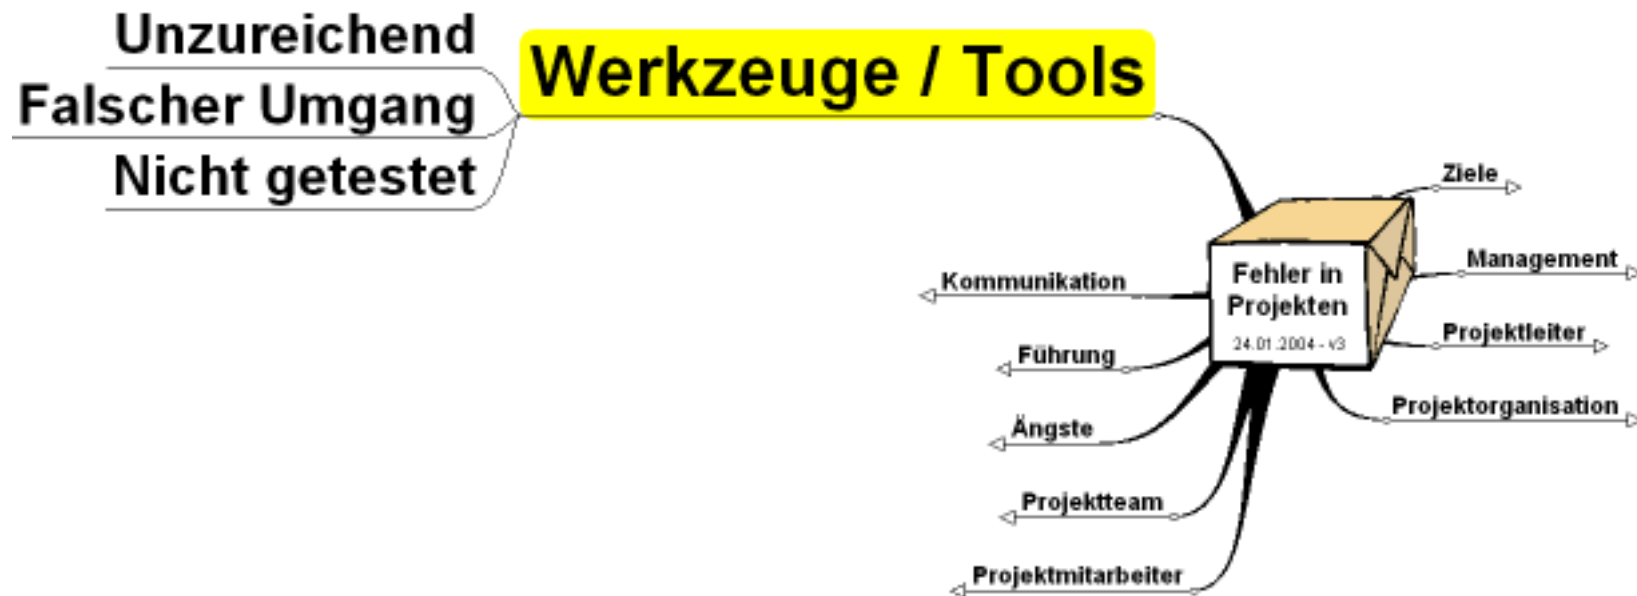 Unzureichend
Falscher Umgang
Nicht getestet
Werkzeuge / Tools
Fehler in
Projekten
24.01.2004 - v3
Ziele
Management
Projektleiter
Projektorganisation
Kommunikation
Führung
Ängste
Projektteam
Projektmitarbeiter